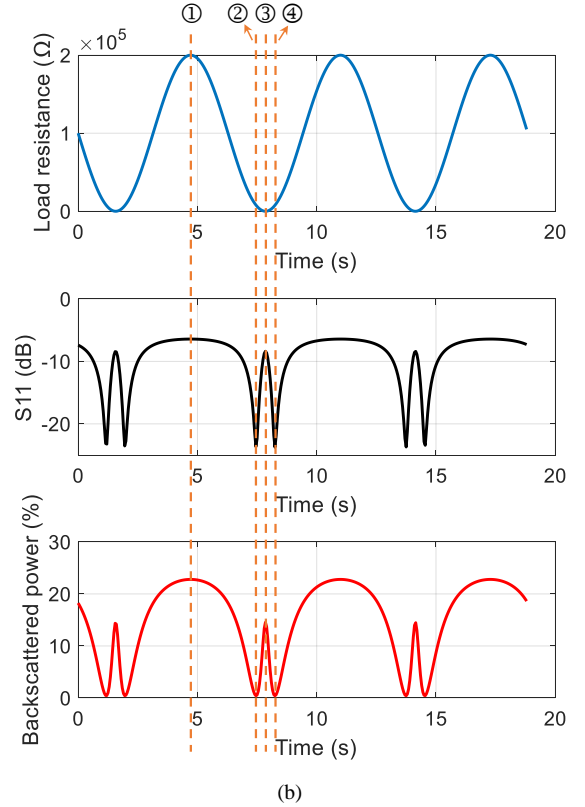 ① ② ③ ④
× 10⁵
Load resistance (Ω)
2
1
0
0 5 10 15 20
Time (s)
S11 (dB)
0
-10
-20
0 5 10 15 20
Time (s)
Backscattered power (%)
30
20
10
0
0 5 10 15 20
Time (s)
(b)